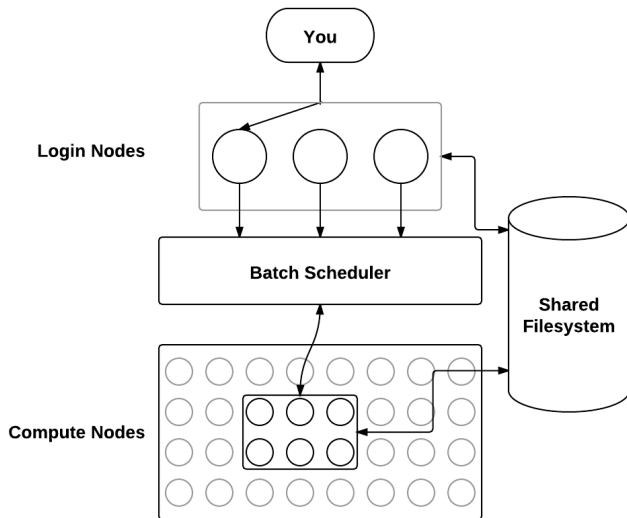 You
Login Nodes
Batch Scheduler
Shared
Filesystem
Compute Nodes